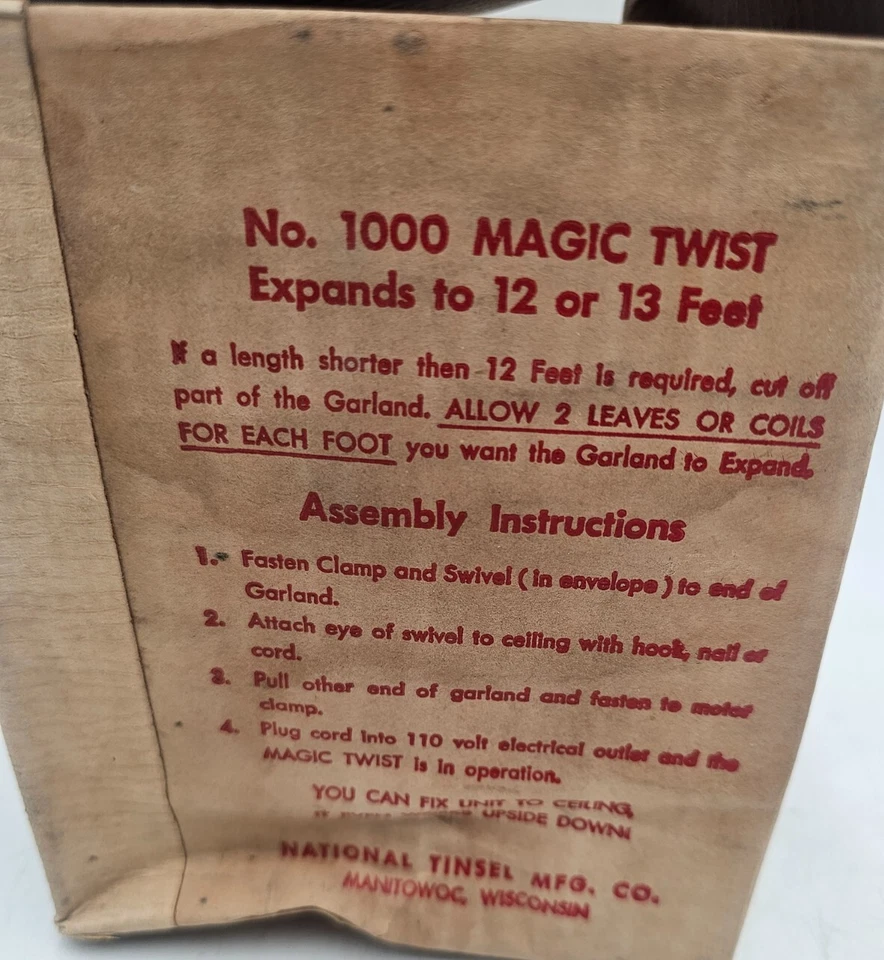 No. 1000 MAGIC TWIST
Expands to 12 or 13 Feet
If a length shorter then 12 Feet is required, cut off
part of the Garland. ALLOW 2 LEAVES OR COILS
FOR EACH FOOT you want the Garland to Expand.
Assembly Instructions
1. Fasten Clamp and Swivel (in envelope) to end of
Garland.
2. Attach eye of swivel to ceiling with hook, nail or
cord.
3. Pull other end of garland and fasten to motor
clamp.
4. Plug cord into 110 volt electrical outlet and the
MAGIC TWIST is in operation.
YOU CAN FIX UNIT TO CEILING,
UPSIDE DOWN!
NATIONAL TINSEL MFG. CO.
MANITOWOC, WISCONSIN